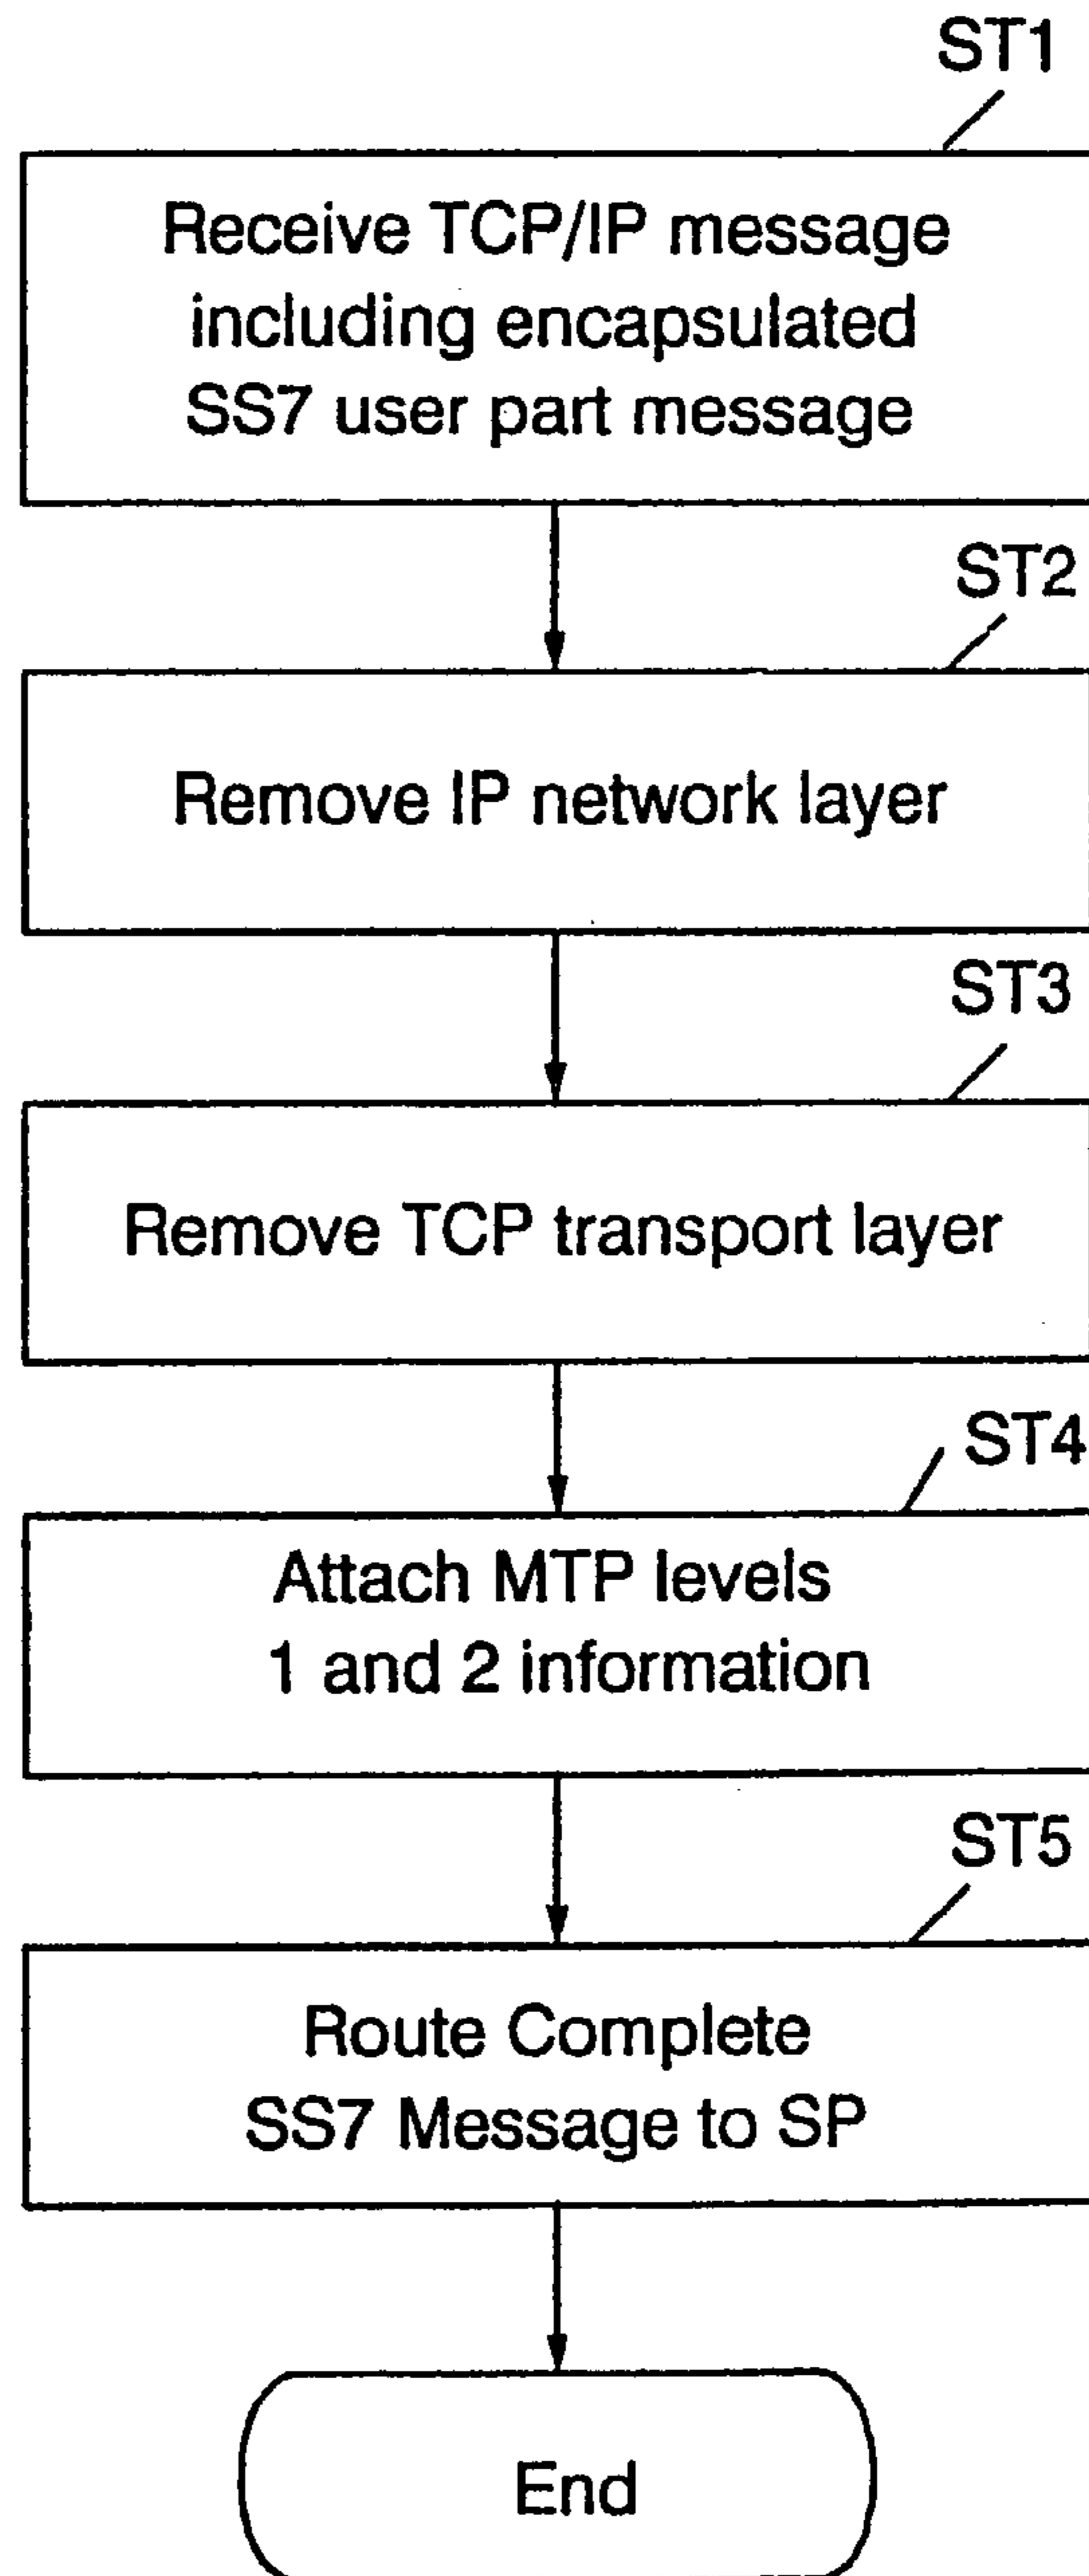 ST1
Receive TCP/IP message
including encapsulated
SS7 user part message
ST2
Remove IP network layer
ST3
Remove TCP transport layer
ST4
Attach MTP levels
1 and 2 information
ST5
Route Complete
SS7 Message to SP
End